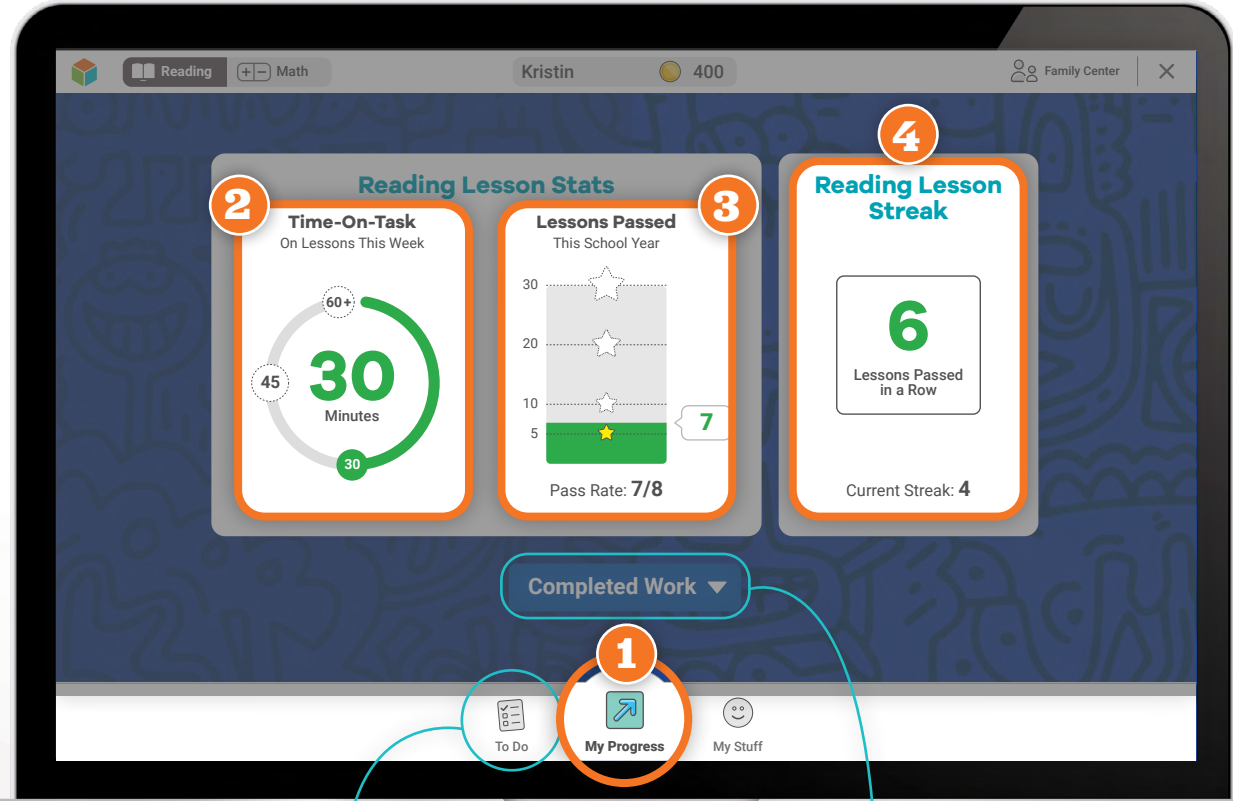 Reading
+ − Math
Kristin
400
Family Center
4
Reading Lesson Stats
2
Time-On-Task
On Lessons This Week
60+
45
30
Minutes
30
3
Lessons Passed
This School Year
30
20
10
5
7
Pass Rate: 7/8
Reading Lesson
Streak
6
Lessons Passed
in a Row
Current Streak: 4
Completed Work
1
To Do
My Progress
My Stuff